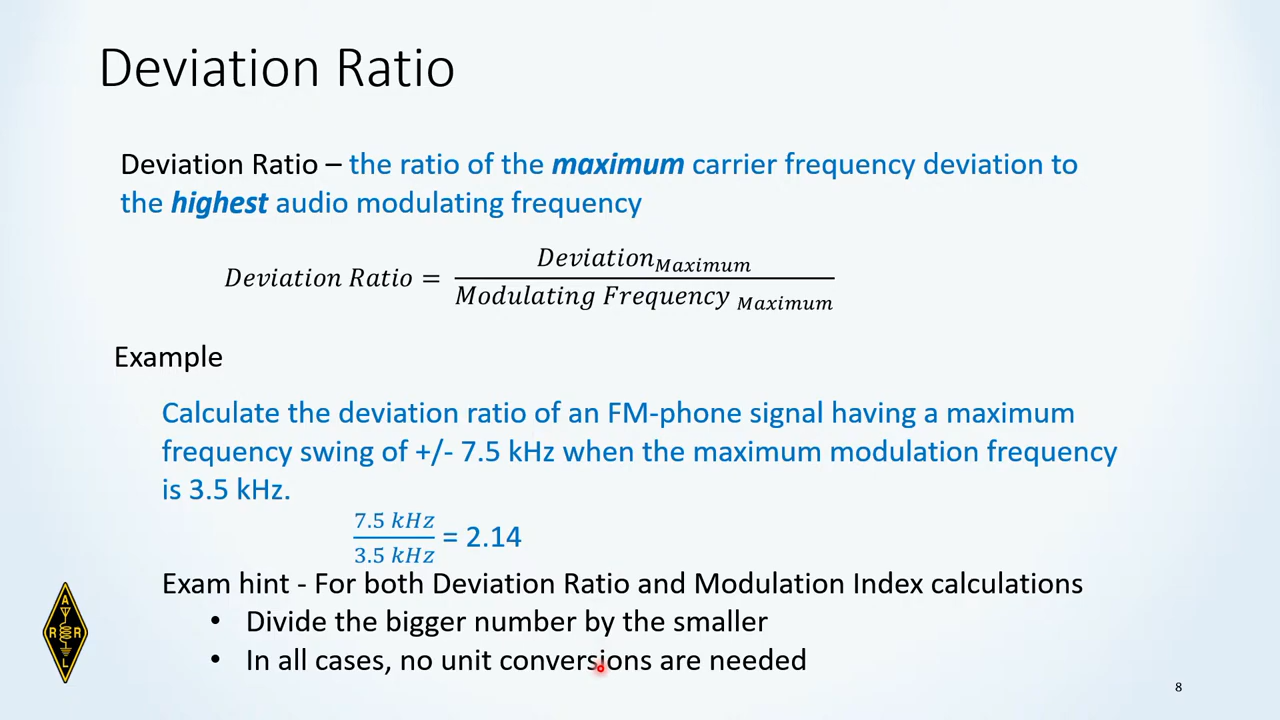 Deviation Ratio
Deviation Ratio – the ratio of the maximum carrier frequency deviation to
the highest audio modulating frequency
Deviation Ratio = Deviation Maximum / Modulating Frequency Maximum
Example
Calculate the deviation ratio of an FM-phone signal having a maximum
frequency swing of +/- 7.5 kHz when the maximum modulation frequency
is 3.5 kHz.
7.5 kHz / 3.5 kHz = 2.14
Exam hint - For both Deviation Ratio and Modulation Index calculations
• Divide the bigger number by the smaller
• In all cases, no unit conversions are needed
A
R R
L
8